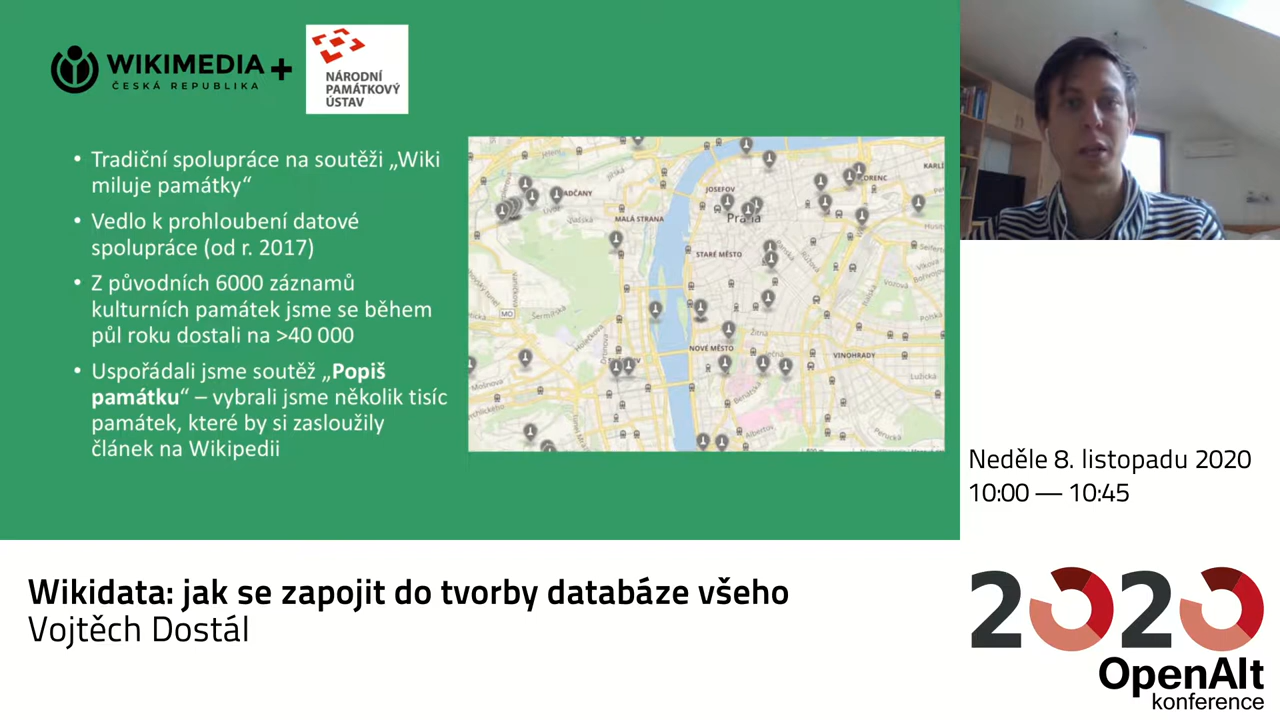 WIKIMEDIA
ČESKÁ REPUBLIKA
+
NÁRODNÍ
PAMÁTKOVÝ
ÚSTAV
• Tradiční spolupráce na soutěži „Wiki
miluje památky“
• Vedlo k prohloubení datové
spolupráce (od r. 2017)
• Z původních 6000 záznamů
kulturních památek jsme se během
půl roku dostali na >40 000
• Uspořádali jsme soutěž „Popiš
památku“ – vybrali jsme několik tisíc
památek, které by si zasloužily
článek na Wikipedii
JOSEFOV
MALÁ STRANA
STARÉ MĚSTO
MO
Žitná
NOVÉ MĚSTO
VINOHRADY
Lužická
Neděle 8. listopadu 2020
10:00 — 10:45
Wikidata: jak se zapojit do tvorby databáze všeho
Vojtěch Dostál
2020
OpenAlt
konference